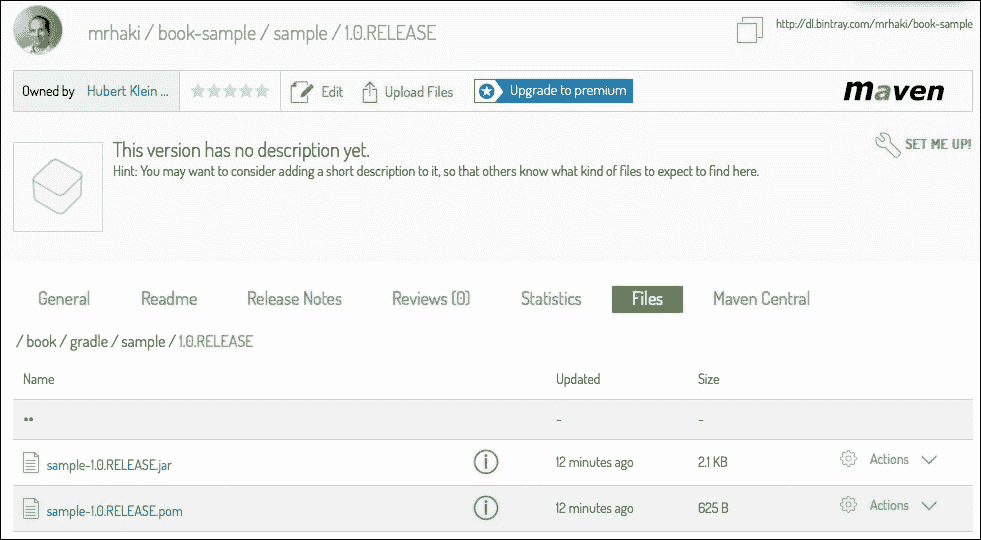 mrhaki / book-sample / sample / 1.0.RELEASE
http://dl.bintray.com/mrhaki/book-sample
Owned by Hubert Klein ... Edit Upload Files Upgrade to premium maven
This version has no description yet. SET ME UP!
Hint: You may want to consider adding a short description to it, so that others know what kind of files to expect to find here.
General Readme Release Notes Reviews (0) Statistics Files Maven Central
/ book / gradle / sample / 1.0.RELEASE
Name Updated Size
.. - -
sample-1.0.RELEASE.jar 12 minutes ago 2.1 KB Actions
sample-1.0.RELEASE.pom 12 minutes ago 625 B Actions